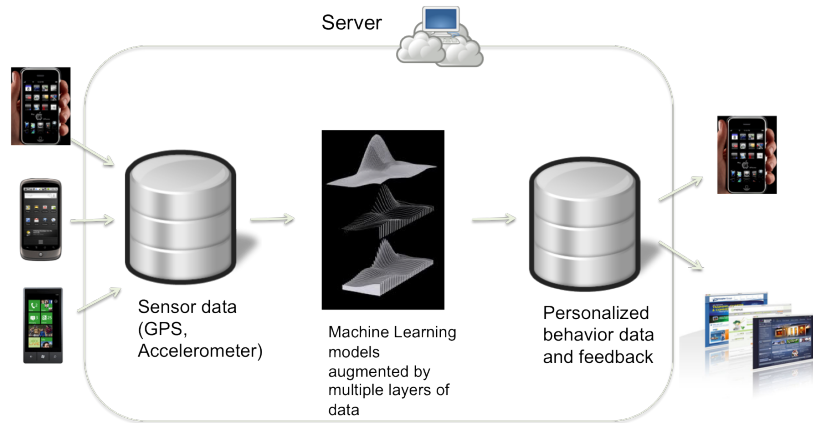 Server
Sensor data
(GPS,
Accelerometer)
Machine Learning
models
augmented by
multiple layers of
data
Personalized
behavior data
and feedback